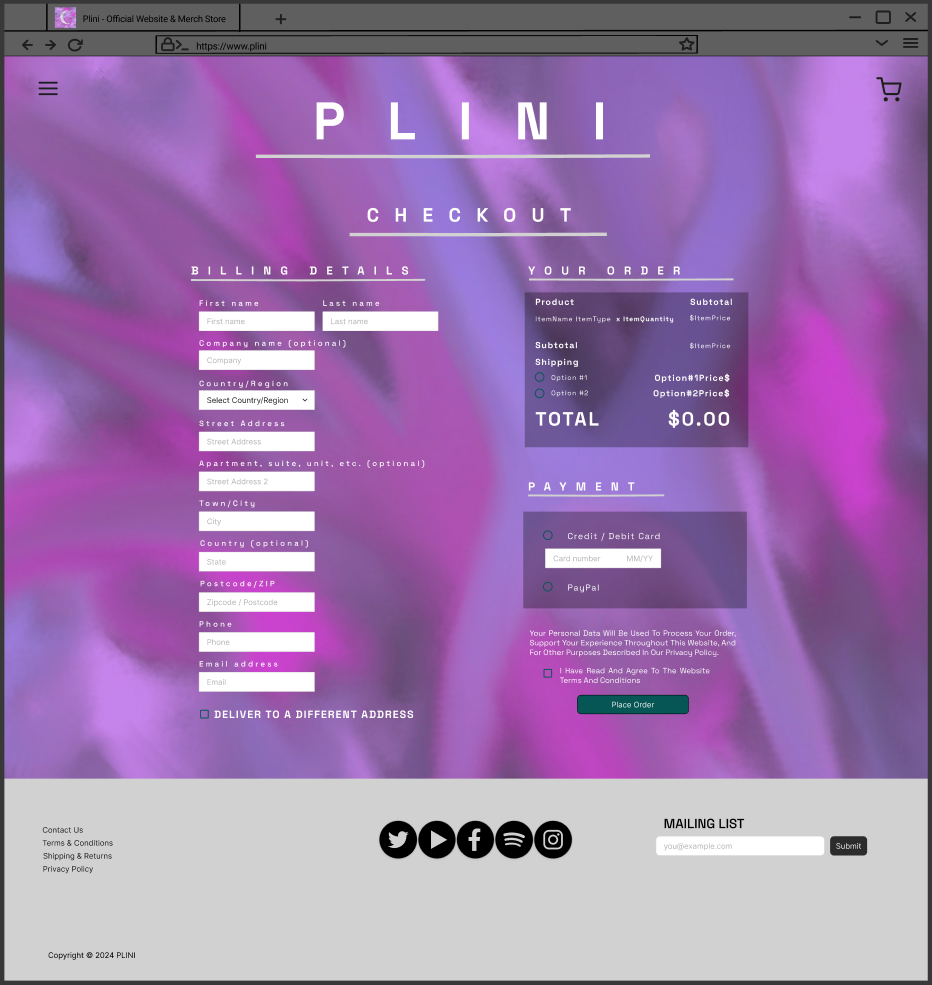 Plini - Official Website & Merch Store
https://www.plini
PLINI
CHECKOUT
BILLING DETAILS
First name Last name
First name Last name
Company name (optional)
Company
Country/Region
Select Country/Region
Street Address
Street Address
Apartment, suite, unit, etc. (optional)
Street Address 2
Town/City
City
Country (optional)
State
Postcode/ZIP
Zipcode / Postcode
Phone
Phone
Email address
Email
DELIVER TO A DIFFERENT ADDRESS
YOUR ORDER
Product Subtotal
ItemName ItemType x ItemQuantity $ItemPrice
Subtotal $ItemPrice
Shipping
Option #1 Option#1Price$
Option #2 Option#2Price$
TOTAL $0.00
PAYMENT
Credit / Debit Card
Card number MM/YY
PayPal
Your Personal Data Will Be Used To Process Your Order,
Support Your Experience Throughout This Website, And
For Other Purposes Described In Our Privacy Policy.
I Have Read And Agree To The Website
Terms And Conditions
Place Order
Contact Us
Terms & Conditions
Shipping & Returns
Privacy Policy
MAILING LIST
you@example.com Submit
Copyright © 2024 PLINI